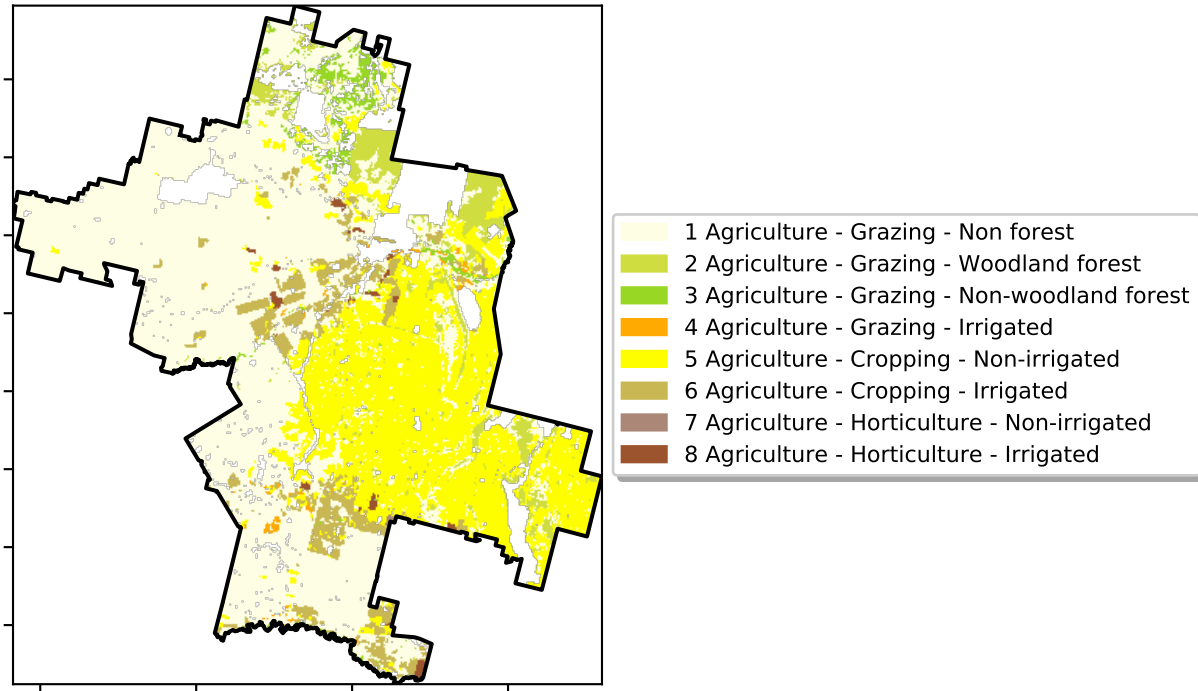 1 Agriculture - Grazing - Non forest
2 Agriculture - Grazing - Woodland forest
3 Agriculture - Grazing - Non-woodland forest
4 Agriculture - Grazing - Irrigated
5 Agriculture - Cropping - Non-irrigated
6 Agriculture - Cropping - Irrigated
7 Agriculture - Horticulture - Non-irrigated
8 Agriculture - Horticulture - Irrigated